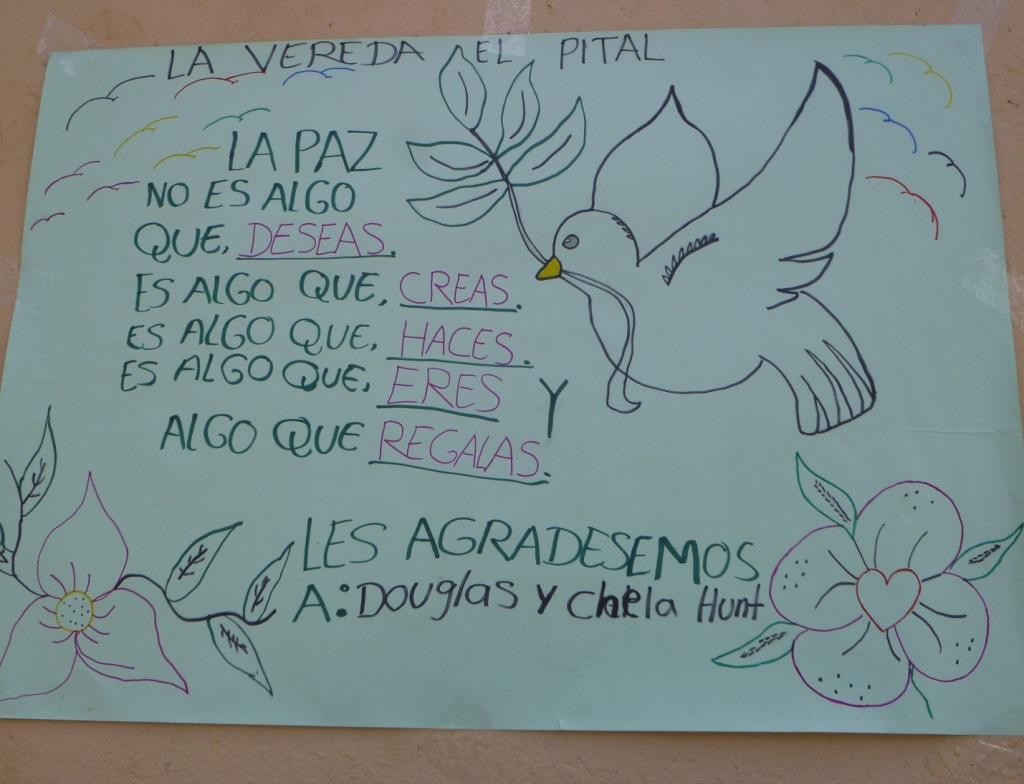 LA VEREDA EL PITAL
LA PAZ
NO ES ALGO
QUE, DESEAS.
ES ALGO QUE, CREAS.
ES ALGO QUE, HACES.
ES ALGO QUE, ERES Y
ALGO QUE REGALAS.
LES AGRADESEMOS
A: Douglas y Hunt